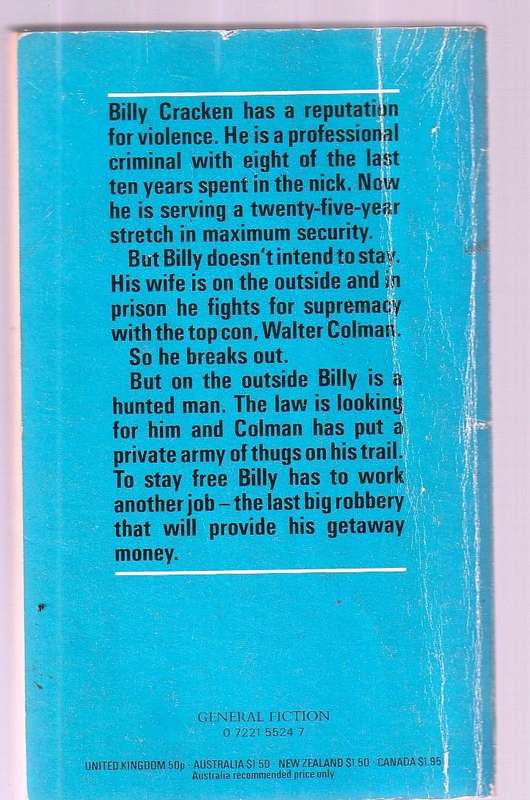 Billy Cracken has a reputation
for violence. He is a professional
criminal with eight of the last
ten years spent in the nick. Now
he is serving a twenty-five-year
stretch in maximum security.
But Billy doesn't intend to stay.
His wife is on the outside and in
prison he fights for supremacy
with the top con, Walter Colman.
So he breaks out.
But on the outside Billy is a
hunted man. The law is looking
for him and Colman has put a
private army of thugs on his trail.
To stay free Billy has to work
another job – the last big robbery
that will provide his getaway
money.
GENERAL FICTION
0 7221 5524 7
UNITED KINGDOM 50p · AUSTRALIA $1 50 · NEW ZEALAND $1 50 · CANADA $1.95
Australia recommended price only